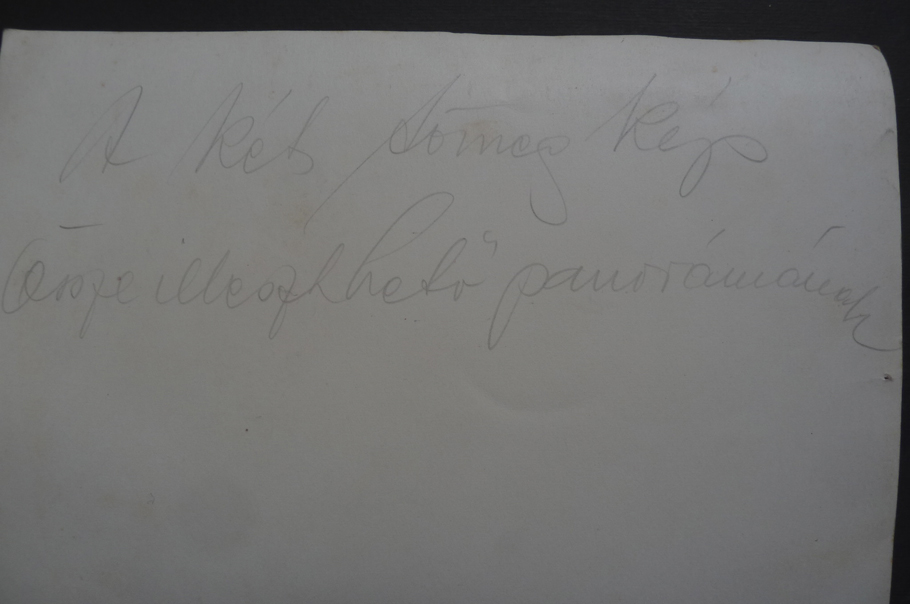 A két tömeg kép
Összeilleszthető panorámának